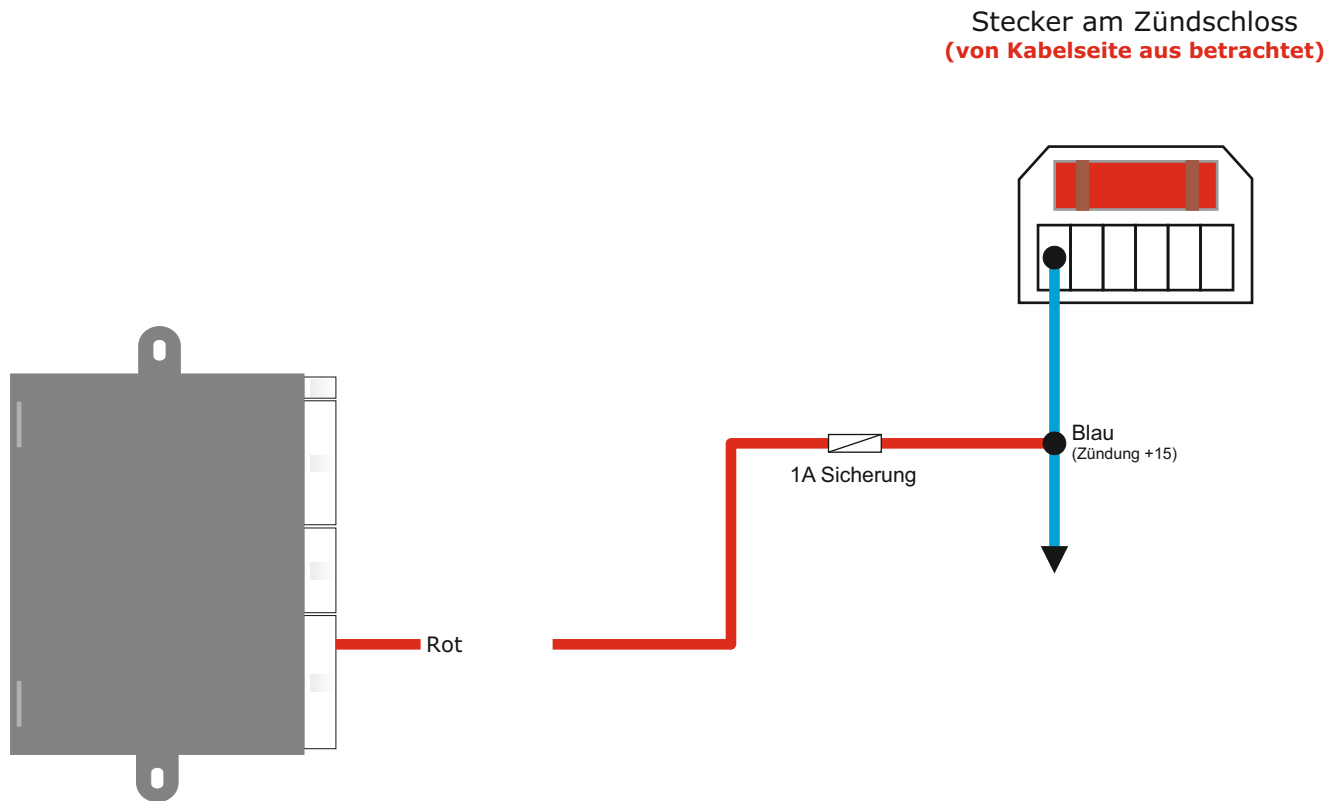 Stecker am Zündschloss
(von Kabelseite aus betrachtet)
Blau
(Zündung +15)
1A Sicherung
Rot